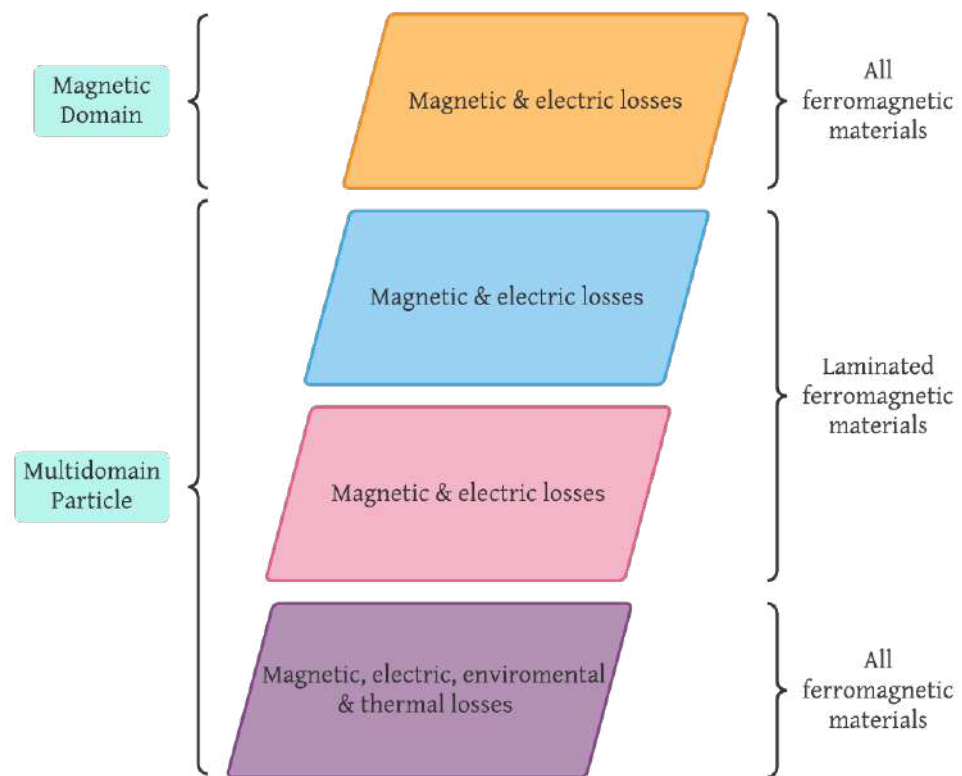 Magnetic
Domain
Magnetic & electric losses
All
ferromagnetic
materials
Magnetic & electric losses
Laminated
ferromagnetic
materials
Multidomain
Particle
Magnetic & electric losses
Magnetic, electric, enviromental
& thermal losses
All
ferromagnetic
materials